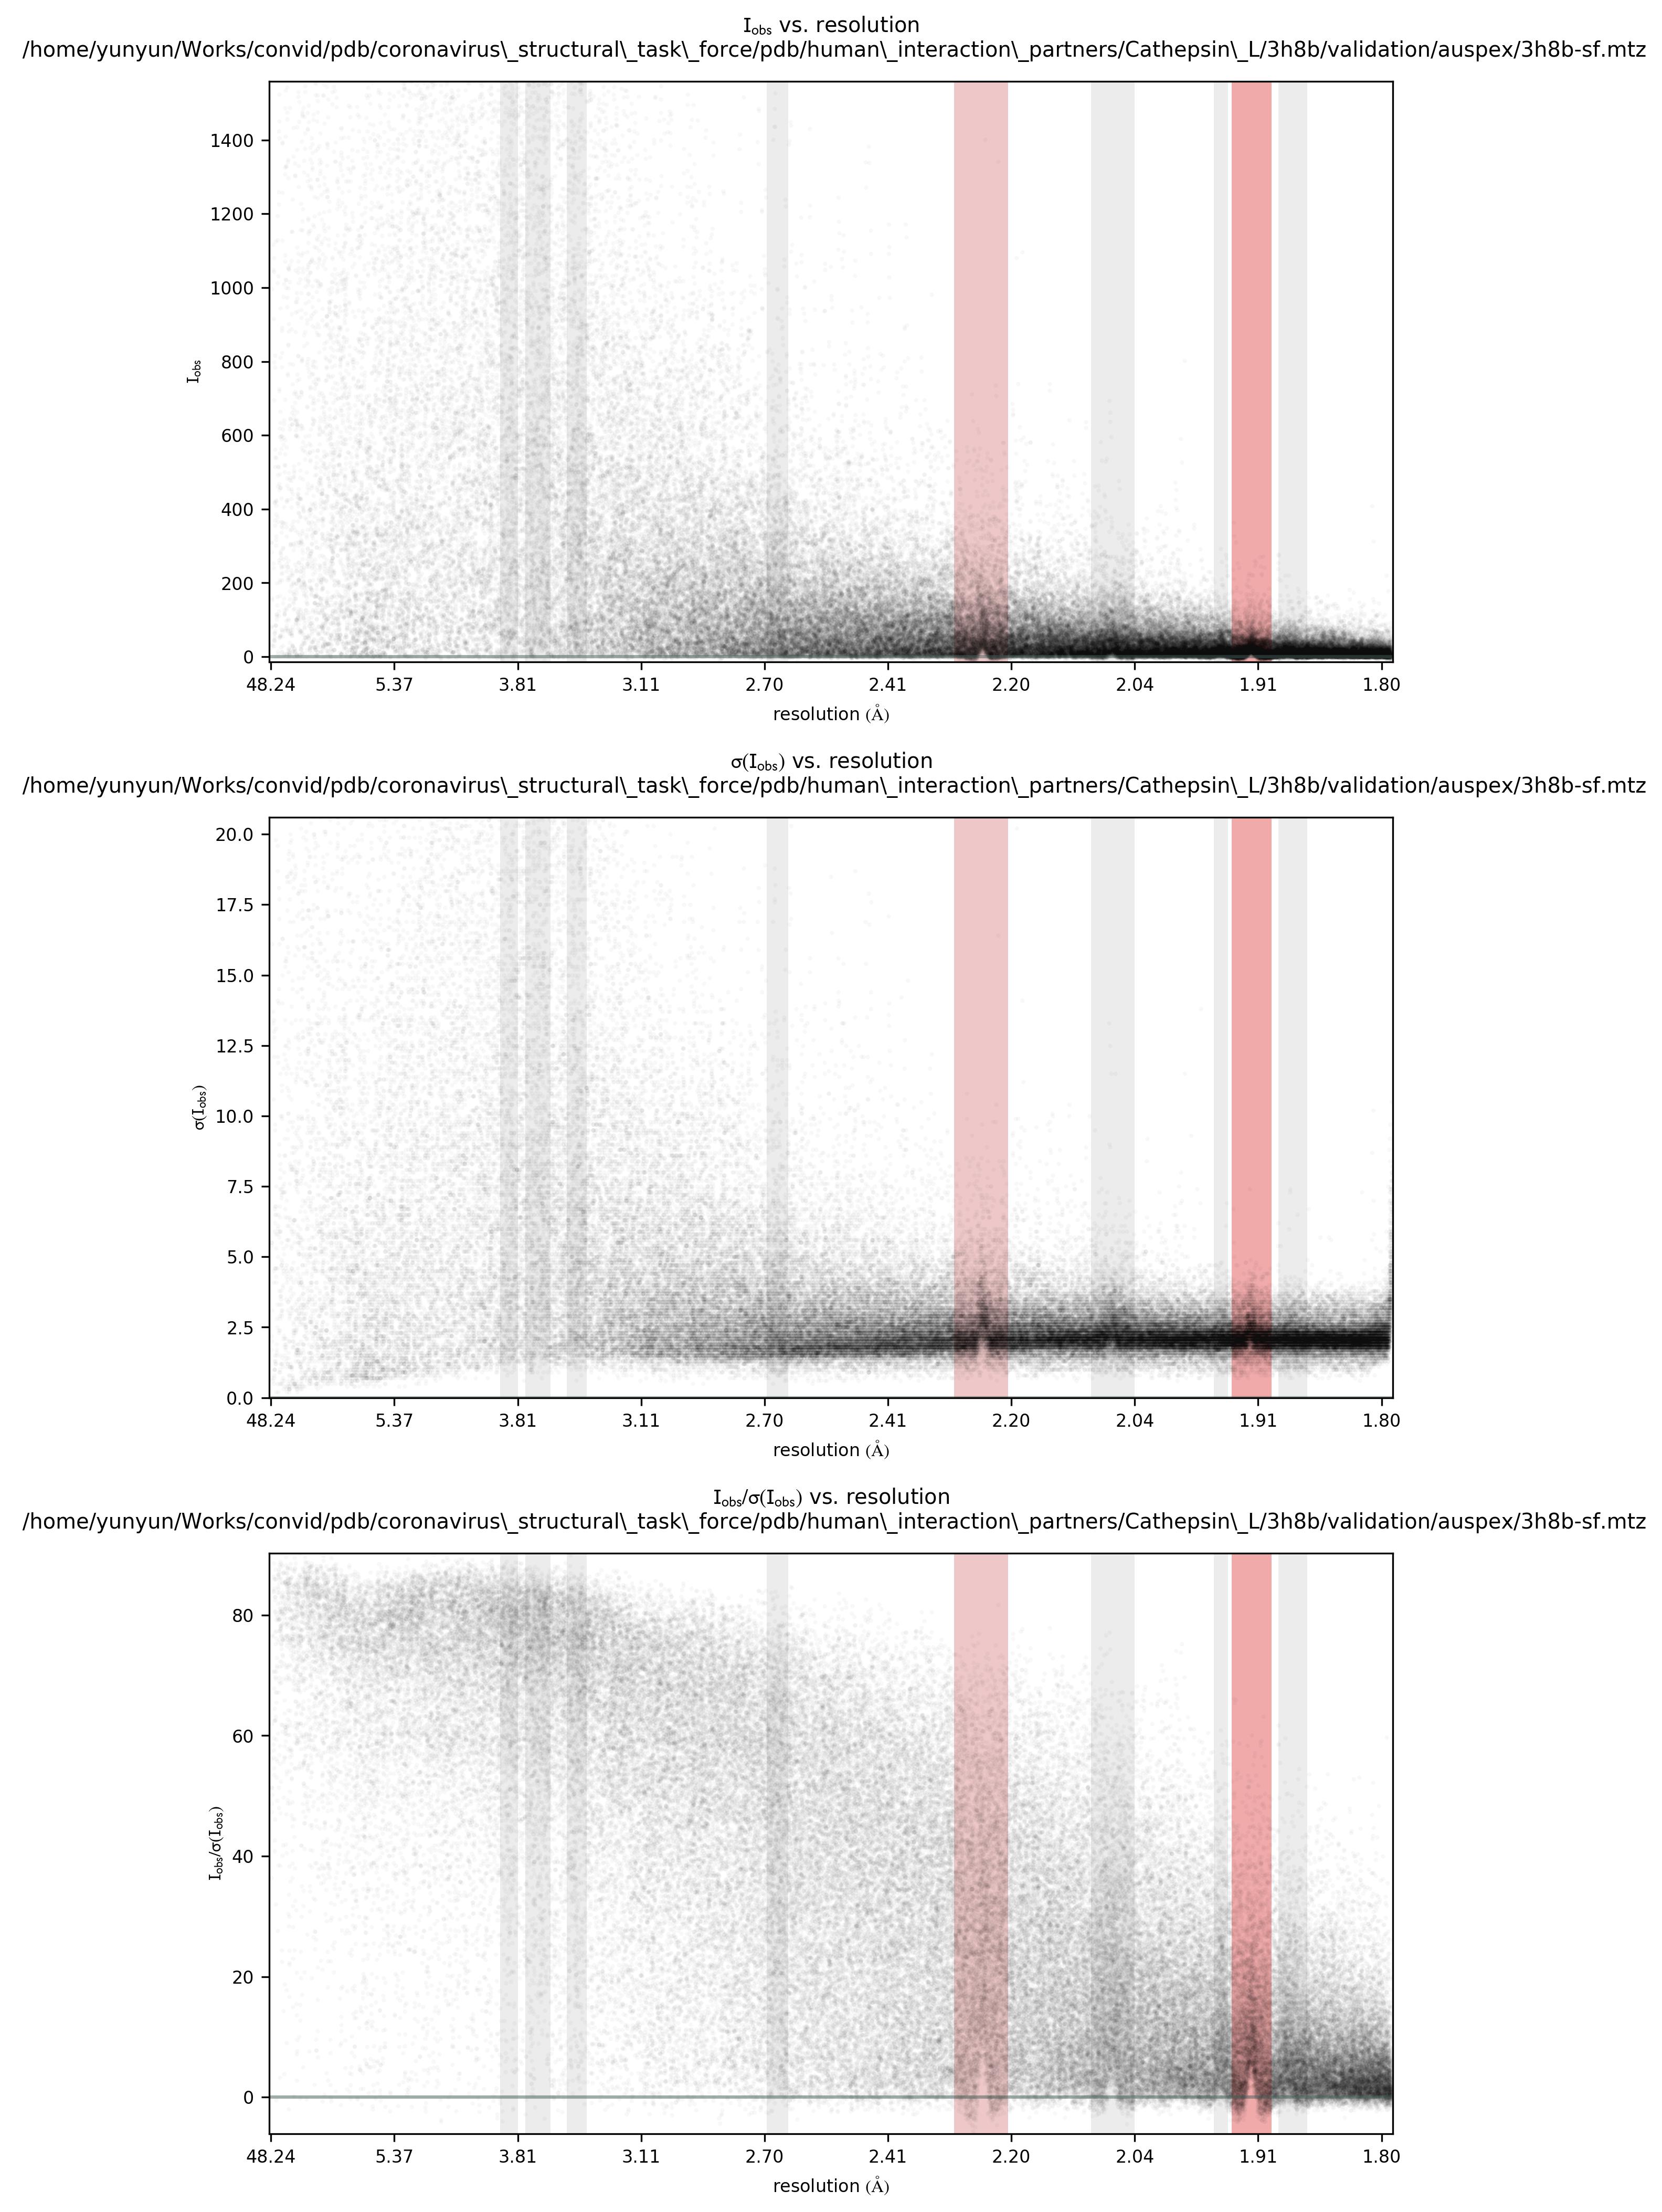 I_obs vs. resolution
/home/yunyun/Works/convid/pdb/coronavirus\_structural\_task\_force/pdb/human\_interaction\_partners/Cathepsin\_L/3h8b/validation/auspex/3h8b-sf.mtz
1400
1200
1000
800
I_obs
600
400
200
0
48.24 5.37 3.81 3.11 2.70 2.41 2.20 2.04 1.91 1.80
resolution (Å)
σ(I_obs) vs. resolution
/home/yunyun/Works/convid/pdb/coronavirus\_structural\_task\_force/pdb/human\_interaction\_partners/Cathepsin\_L/3h8b/validation/auspex/3h8b-sf.mtz
20.0
17.5
15.0
12.5
σ(I_obs)
10.0
7.5
5.0
2.5
0.0
48.24 5.37 3.81 3.11 2.70 2.41 2.20 2.04 1.91 1.80
resolution (Å)
I_obs/σ(I_obs) vs. resolution
/home/yunyun/Works/convid/pdb/coronavirus\_structural\_task\_force/pdb/human\_interaction\_partners/Cathepsin\_L/3h8b/validation/auspex/3h8b-sf.mtz
80
60
I_obs/σ(I_obs)
40
20
0
48.24 5.37 3.81 3.11 2.70 2.41 2.20 2.04 1.91 1.80
resolution (Å)